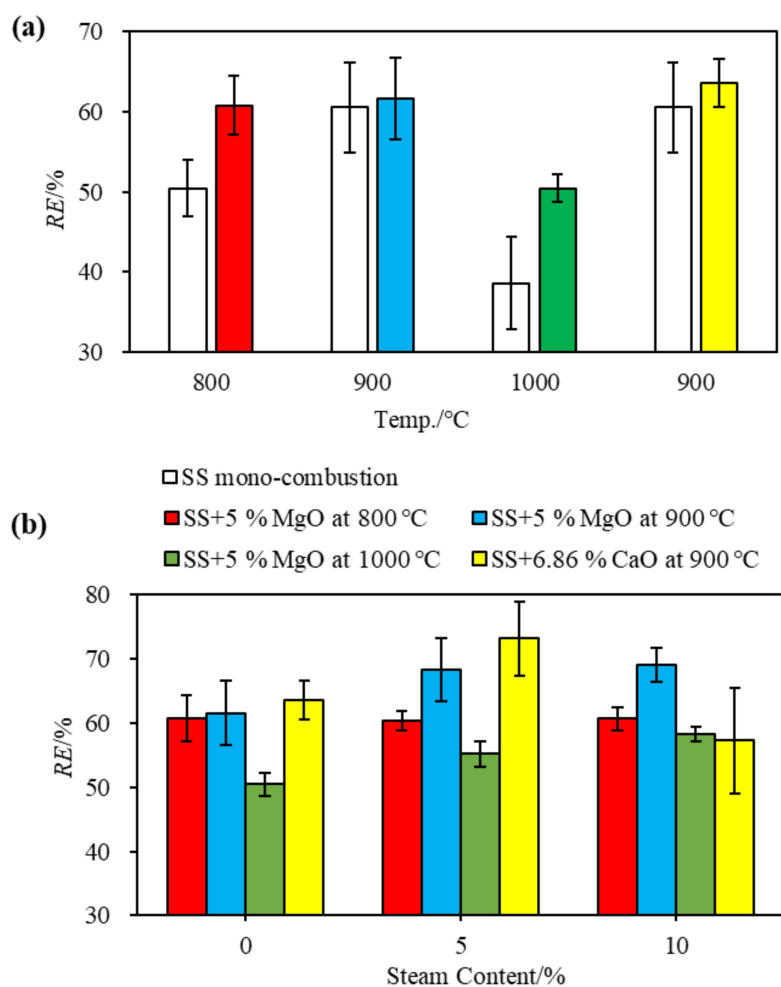 (a)
70
60
50
40
30
RE/%
800 900 1000 900
Temp./°C
SS mono-combustion
SS+5 % MgO at 800 °C SS+5 % MgO at 900 °C
SS+5 % MgO at 1000 °C SS+6.86 % CaO at 900 °C
(b)
80
70
60
50
40
30
RE/%
0 5 10
Steam Content/%